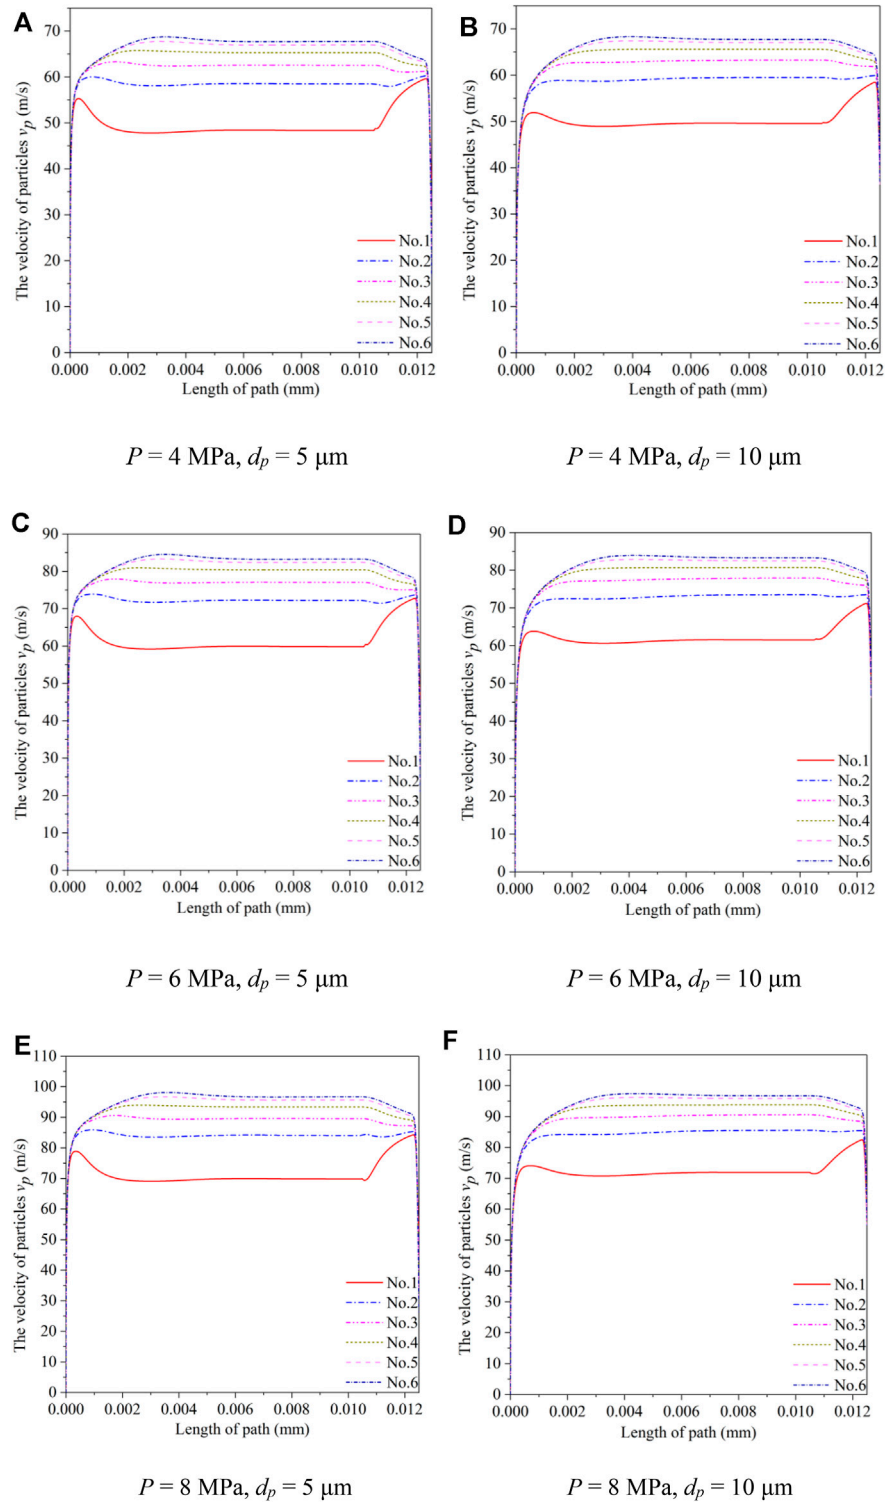 A
The velocity of particles vp (m/s)
70
60
50
40
30
20
10
0
No.1
No.2
No.3
No.4
No.5
No.6
0.000 0.002 0.004 0.006 0.008 0.010 0.012
Length of path (mm)
P = 4 MPa, dp = 5 μm
B
The velocity of particles vp (m/s)
70
60
50
40
30
20
10
0
No.1
No.2
No.3
No.4
No.5
No.6
0.000 0.002 0.004 0.006 0.008 0.010 0.012
Length of path (mm)
P = 4 MPa, dp = 10 μm
C
The velocity of particles vp (m/s)
90
80
70
60
50
40
30
20
10
0
No.1
No.2
No.3
No.4
No.5
No.6
0.000 0.002 0.004 0.006 0.008 0.010 0.012
Length of path (mm)
P = 6 MPa, dp = 5 μm
D
The velocity of particles vp (m/s)
90
80
70
60
50
40
30
20
10
0
No.1
No.2
No.3
No.4
No.5
No.6
0.000 0.002 0.004 0.006 0.008 0.010 0.012
Length of path (mm)
P = 6 MPa, dp = 10 μm
E
The velocity of particles vp (m/s)
110
100
90
80
70
60
50
40
30
20
10
0
No.1
No.2
No.3
No.4
No.5
No.6
0.000 0.002 0.004 0.006 0.008 0.010 0.012
Length of path (mm)
P = 8 MPa, dp = 5 μm
F
The velocity of particles vp (m/s)
110
100
90
80
70
60
50
40
30
20
10
0
No.1
No.2
No.3
No.4
No.5
No.6
0.000 0.002 0.004 0.006 0.008 0.010 0.012
Length of path (mm)
P = 8 MPa, dp = 10 μm